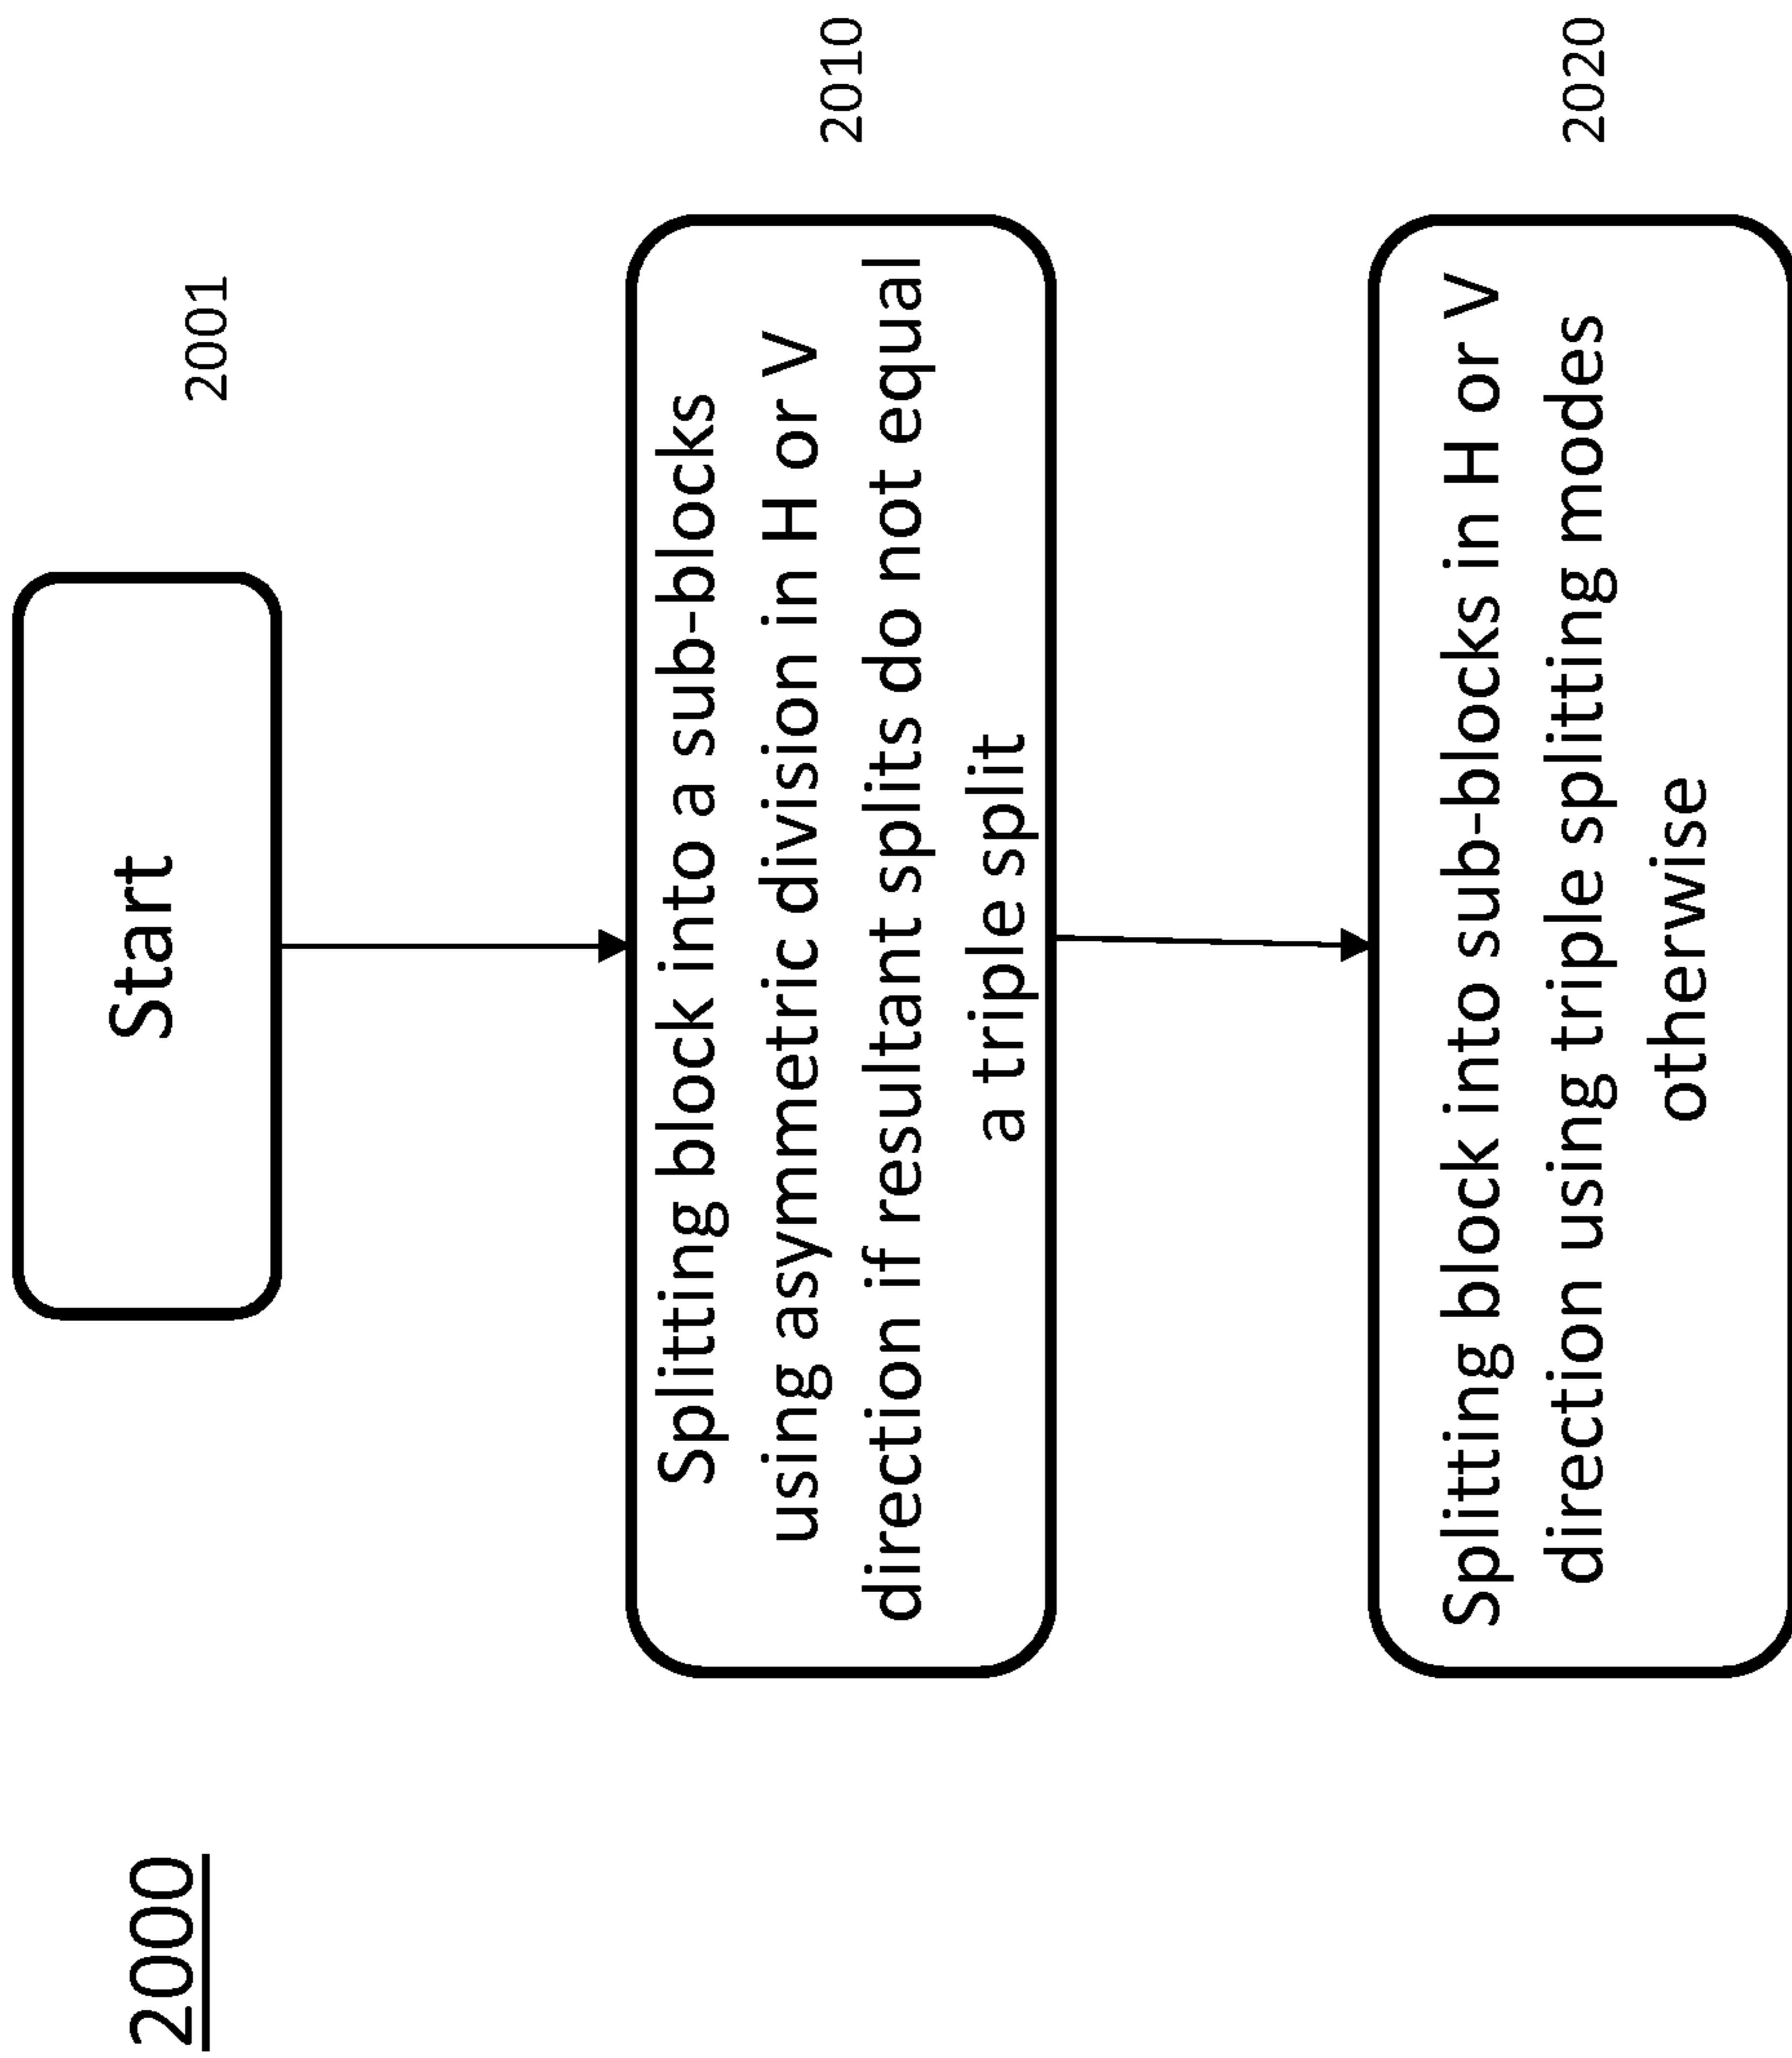 2000
Start
2001
Splitting block into a sub-blocks
using asymmetric division in H or V
direction if resultant splits do not equal
a triple split
2010
Splitting block into sub-blocks in H or V
direction using triple splitting modes
otherwise
2020